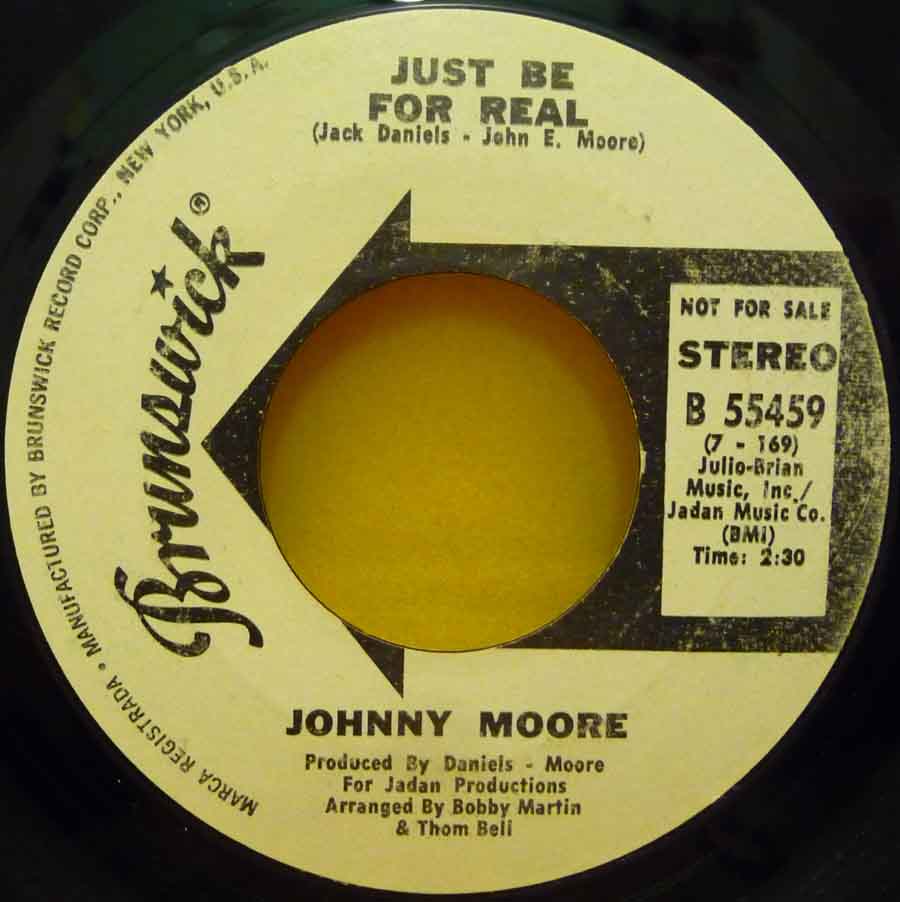 JUST BE
FOR REAL
(Jack Daniels - John E. Moore)
Brunswick®
NOT FOR SALE
STEREO
B 55459
(7 - 169)
Julio-Brian
Music, Inc./
Jadan Music Co.
(BMI)
Time: 2:30
JOHNNY MOORE
Produced By Daniels - Moore
For Jadan Productions
Arranged By Bobby Martin
& Thom Bell
MARCA REGISTRADA • MANUFACTURED BY BRUNSWICK RECORD CORP., NEW YORK, U.S.A.